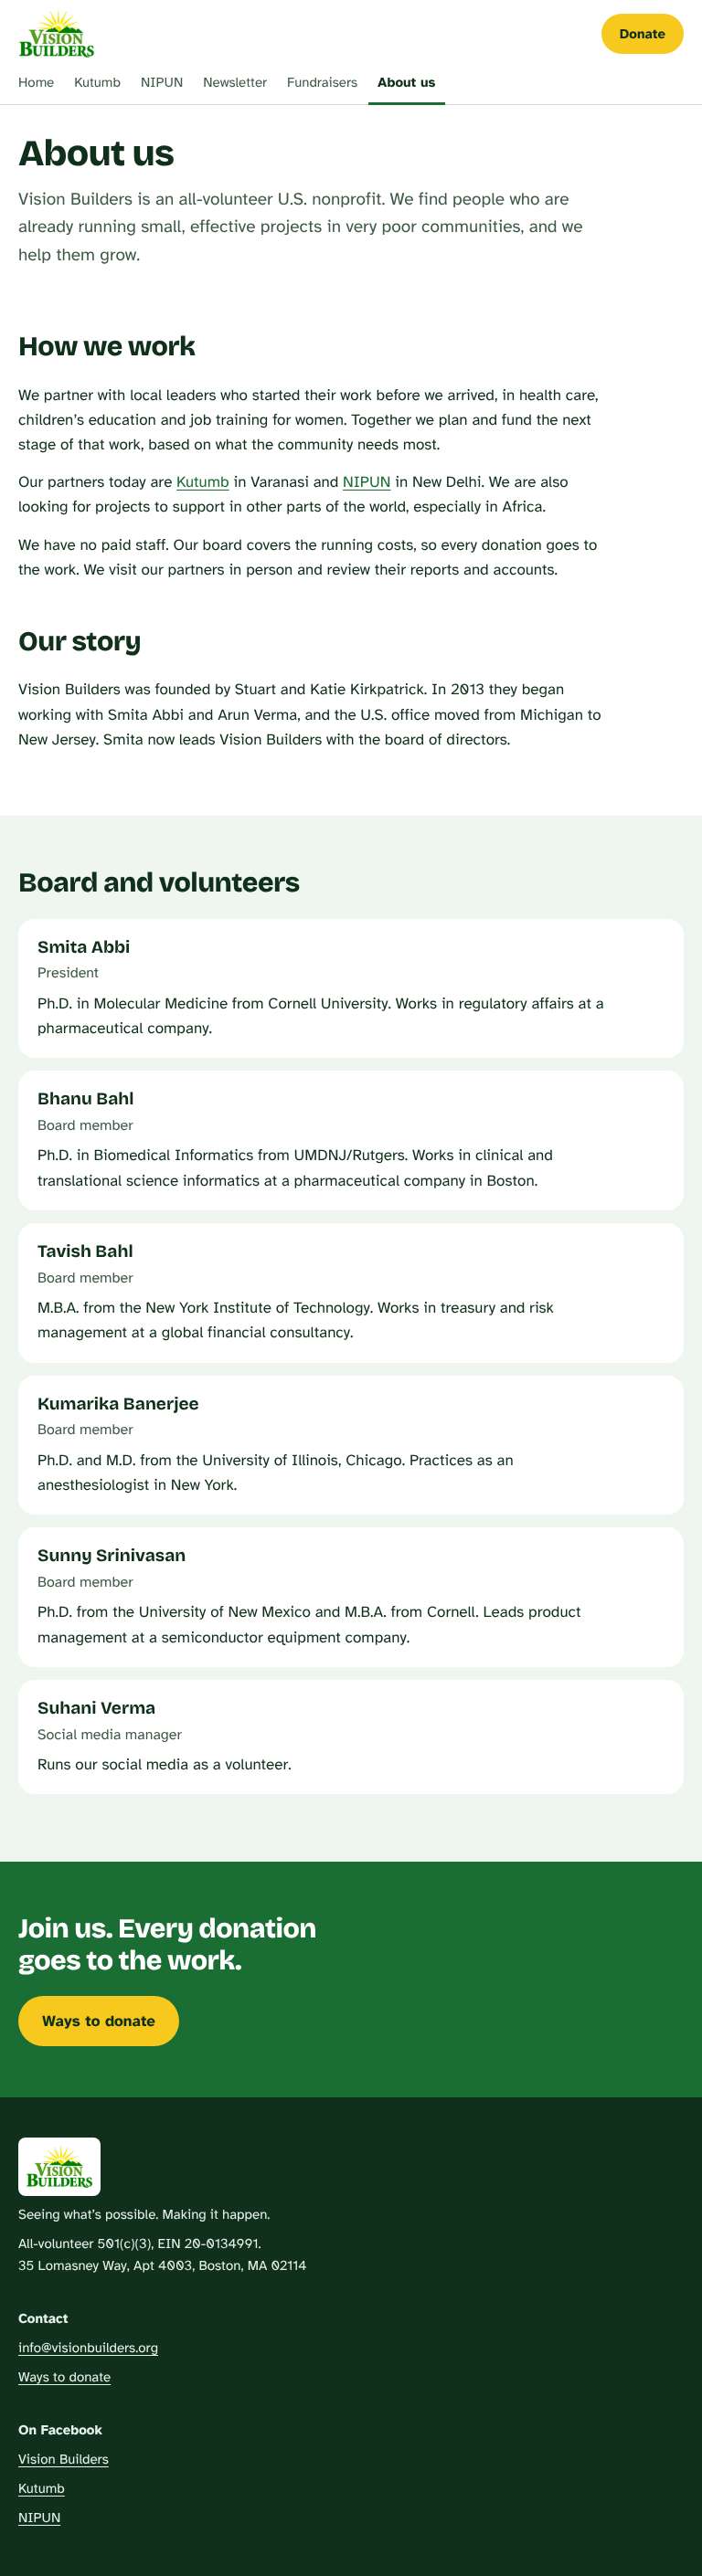 VISION
BUILDERS
Donate
Home Kutumb NIPUN Newsletter Fundraisers About us
About us
Vision Builders is an all-volunteer U.S. nonprofit. We find people who are
already running small, effective projects in very poor communities, and we
help them grow.
How we work
We partner with local leaders who started their work before we arrived, in health care,
children’s education and job training for women. Together we plan and fund the next
stage of that work, based on what the community needs most.
Our partners today are Kutumb in Varanasi and NIPUN in New Delhi. We are also
looking for projects to support in other parts of the world, especially in Africa.
We have no paid staff. Our board covers the running costs, so every donation goes to
the work. We visit our partners in person and review their reports and accounts.
Our story
Vision Builders was founded by Stuart and Katie Kirkpatrick. In 2013 they began
working with Smita Abbi and Arun Verma, and the U.S. office moved from Michigan to
New Jersey. Smita now leads Vision Builders with the board of directors.
Board and volunteers
Smita Abbi
President
Ph.D. in Molecular Medicine from Cornell University. Works in regulatory affairs at a
pharmaceutical company.
Bhanu Bahl
Board member
Ph.D. in Biomedical Informatics from UMDNJ/Rutgers. Works in clinical and
translational science informatics at a pharmaceutical company in Boston.
Tavish Bahl
Board member
M.B.A. from the New York Institute of Technology. Works in treasury and risk
management at a global financial consultancy.
Kumarika Banerjee
Board member
Ph.D. and M.D. from the University of Illinois, Chicago. Practices as an
anesthesiologist in New York.
Sunny Srinivasan
Board member
Ph.D. from the University of New Mexico and M.B.A. from Cornell. Leads product
management at a semiconductor equipment company.
Suhani Verma
Social media manager
Runs our social media as a volunteer.
Join us. Every donation
goes to the work.
Ways to donate
VISION
BUILDERS
Seeing what’s possible. Making it happen.
All-volunteer 501(c)(3), EIN 20-0134991.
35 Lomasney Way, Apt 4003, Boston, MA 02114
Contact
info@visionbuilders.org
Ways to donate
On Facebook
Vision Builders
Kutumb
NIPUN